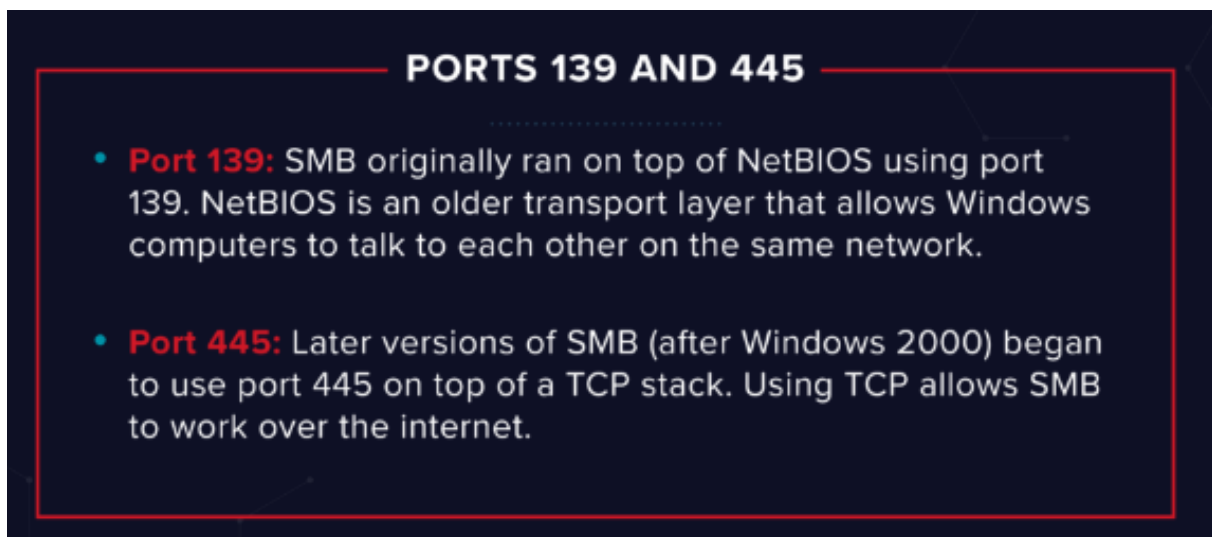 PORTS 139 AND 445
Port 139: SMB originally ran on top of NetBIOS using port
139. NetBIOS is an older transport layer that allows Windows
computers to talk to each other on the same network.
Port 445: Later versions of SMB (after Windows 2000) began
to use port 445 on top of a TCP stack. Using TCP allows SMB
to work over the internet.